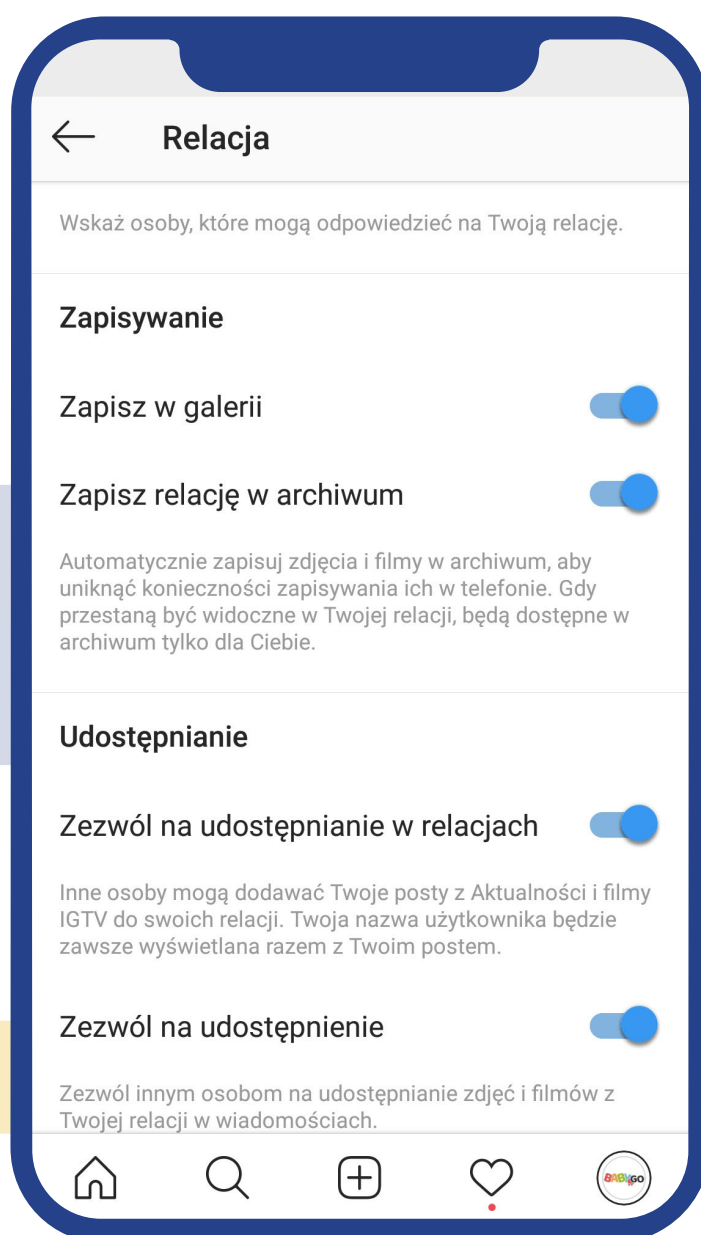 Relacja
Wskaż osoby, które mogą odpowiedzieć na Twoją relację.
Zapisywanie
Zapisz w galerii
Zapisz relację w archiwum
Automatycznie zapisuj zdjęcia i filmy w archiwum, aby
uniknąć konieczności zapisywania ich w telefonie. Gdy
przestaną być widoczne w Twojej relacji, będą dostępne w
archiwum tylko dla Ciebie.
Udostępnianie
Zezwól na udostępnianie w relacjach
Inne osoby mogą dodawać Twoje posty z Aktualności i filmy
IGTV do swoich relacji. Twoja nazwa użytkownika będzie
zawsze wyświetlana razem z Twoim postem.
Zezwól na udostępnienie
Zezwól innym osobom na udostępnianie zdjęć i filmów z
Twojej relacji w wiadomościach.
BABY GO